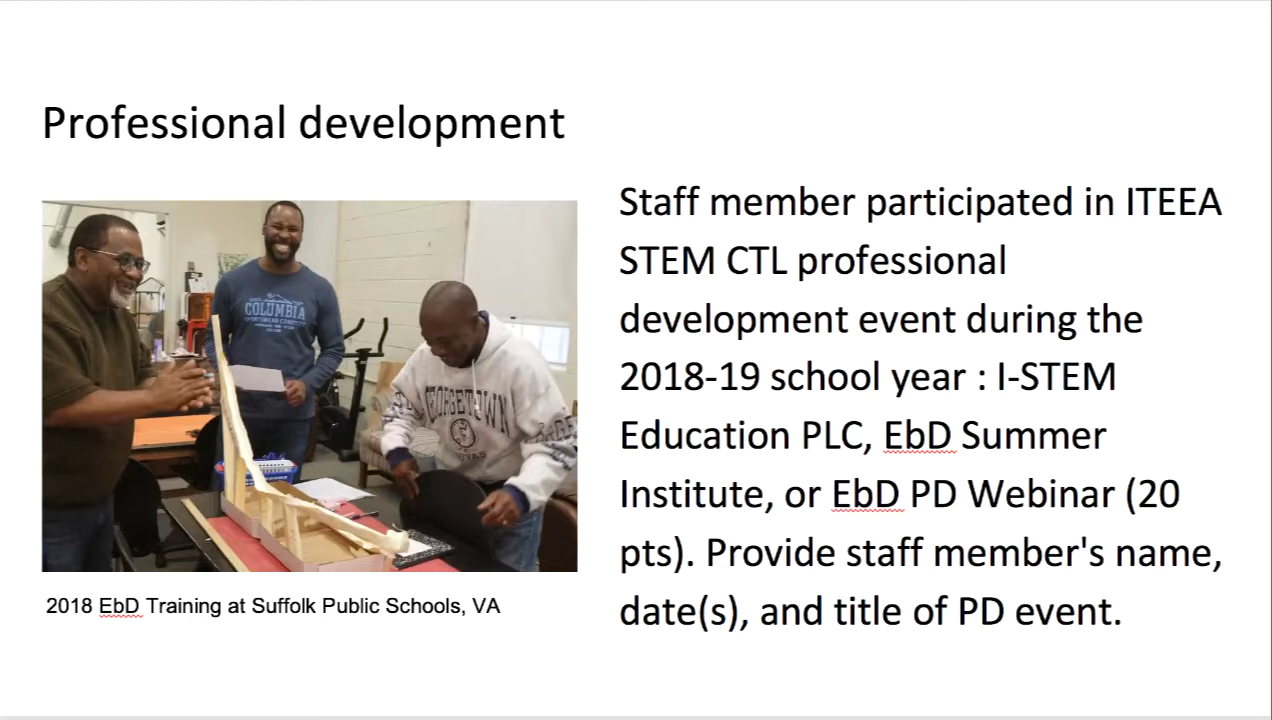 Professional development
Staff member participated in ITEEA
STEM CTL professional
development event during the
2018-19 school year : I-STEM
Education PLC, EbD Summer
Institute, or EbD PD Webinar (20
pts). Provide staff member's name,
date(s), and title of PD event.
COLUMBIA
SPORTSWEAR COMPANY
GEORGETOWN
2018 EbD Training at Suffolk Public Schools, VA